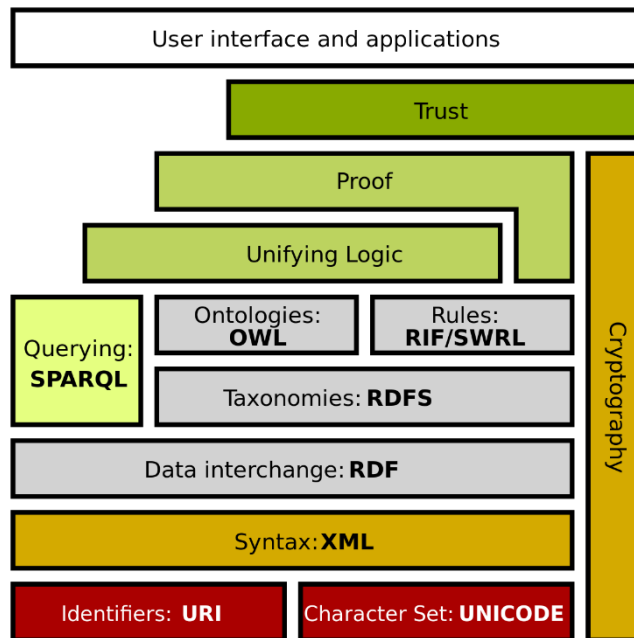 User interface and applications
Trust
Proof
Unifying Logic
Ontologies:
OWL
Rules:
RIF/SWRL
Querying:
SPARQL
Taxonomies: RDFS
Cryptography
Data interchange: RDF
Syntax: XML
Identifiers: URI
Character Set: UNICODE